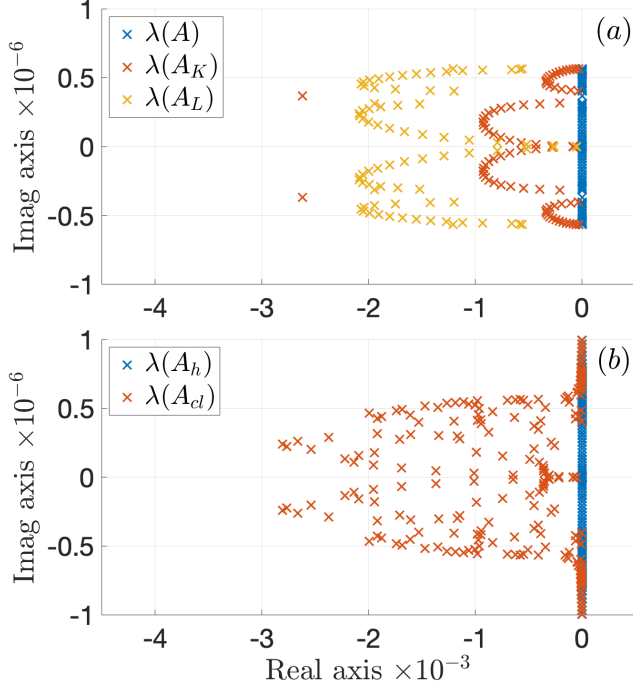 (a)
λ(A)
λ(A_K)
λ(A_L)
1
0.5
0
-0.5
-1
Imag axis ×10⁻⁶
-4 -3 -2 -1 0
(b)
λ(A_h)
λ(A_cl)
1
0.5
0
-0.5
-1
Imag axis ×10⁻⁶
-4 -3 -2 -1 0
Real axis ×10⁻³